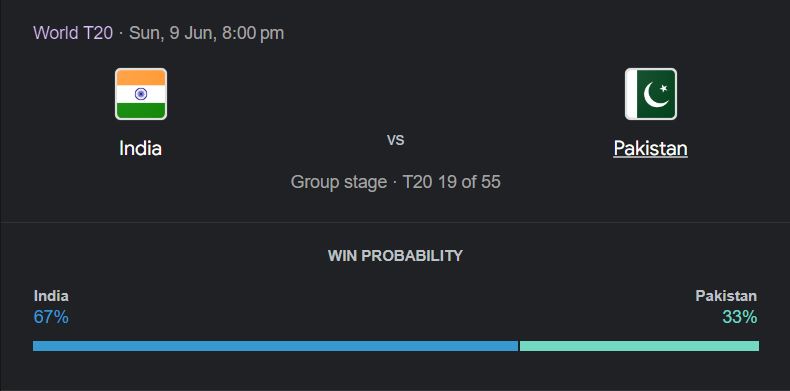 World T20 · Sun, 9 Jun, 8:00 pm
India
vs
Pakistan
Group stage · T20 19 of 55
WIN PROBABILITY
India
Pakistan
67%
33%